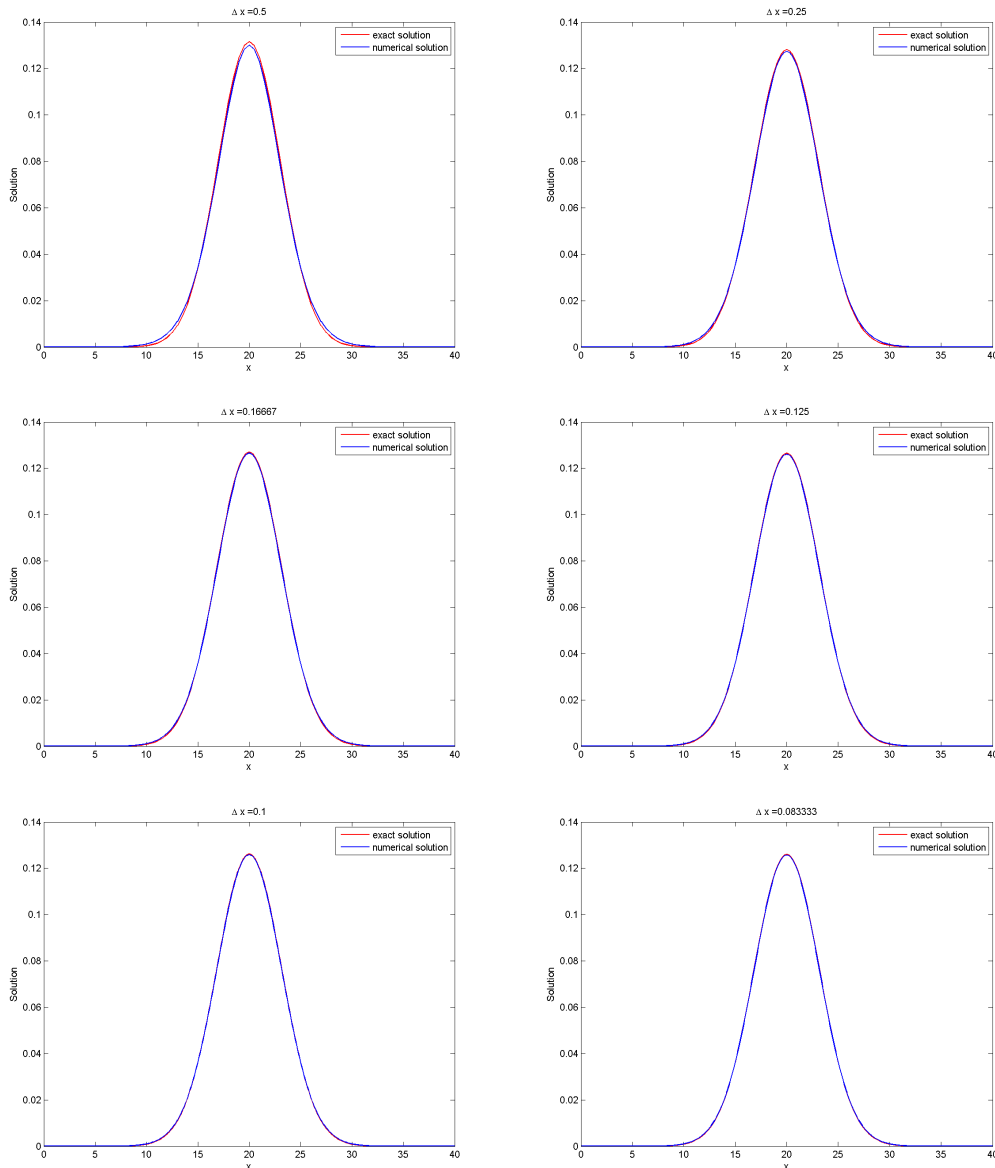 Δ x =0.5
0.14
0.12
0.1
0.08
0.06
0.04
0.02
0
Solution
exact solution
numerical solution
0 5 10 15 20 25 30 35 40
x
Δ x =0.25
0.14
0.12
0.1
0.08
0.06
0.04
0.02
0
Solution
exact solution
numerical solution
0 5 10 15 20 25 30 35 40
x
Δ x =0.16667
0.14
0.12
0.1
0.08
0.06
0.04
0.02
0
Solution
exact solution
numerical solution
0 5 10 15 20 25 30 35 40
x
Δ x =0.125
0.14
0.12
0.1
0.08
0.06
0.04
0.02
0
Solution
exact solution
numerical solution
0 5 10 15 20 25 30 35 40
x
Δ x =0.1
0.14
0.12
0.1
0.08
0.06
0.04
0.02
0
Solution
exact solution
numerical solution
0 5 10 15 20 25 30 35 40
x
Δ x =0.083333
0.14
0.12
0.1
0.08
0.06
0.04
0.02
0
Solution
exact solution
numerical solution
0 5 10 15 20 25 30 35 40
x